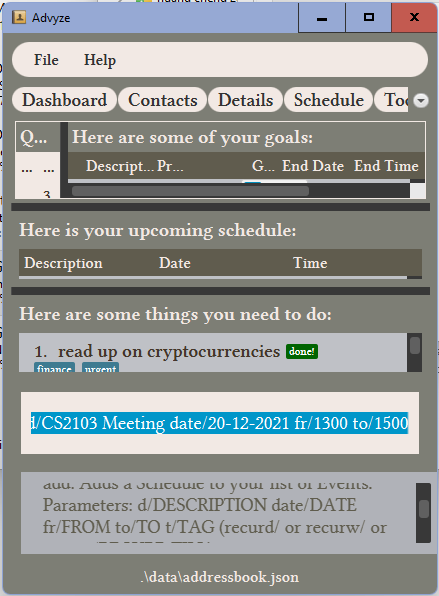 Advyze
File Help
Dashboard Contacts Details Schedule
Q... Here are some of your goals:
... ... Descript... Pr... G... End Date End Time
3
Here is your upcoming schedule:
Description Date Time
Here are some things you need to do:
1. read up on cryptocurrencies done!
finance urgent
d/CS2103 Meeting date/20-12-2021 fr/1300 to/1500
add: Adds a Schedule to your list of Events.
Parameters: d/DESCRIPTION date/DATE
fr/FROM to/TO t/TAG (recurd/ or recurw/ or
.\data\addressbook.json